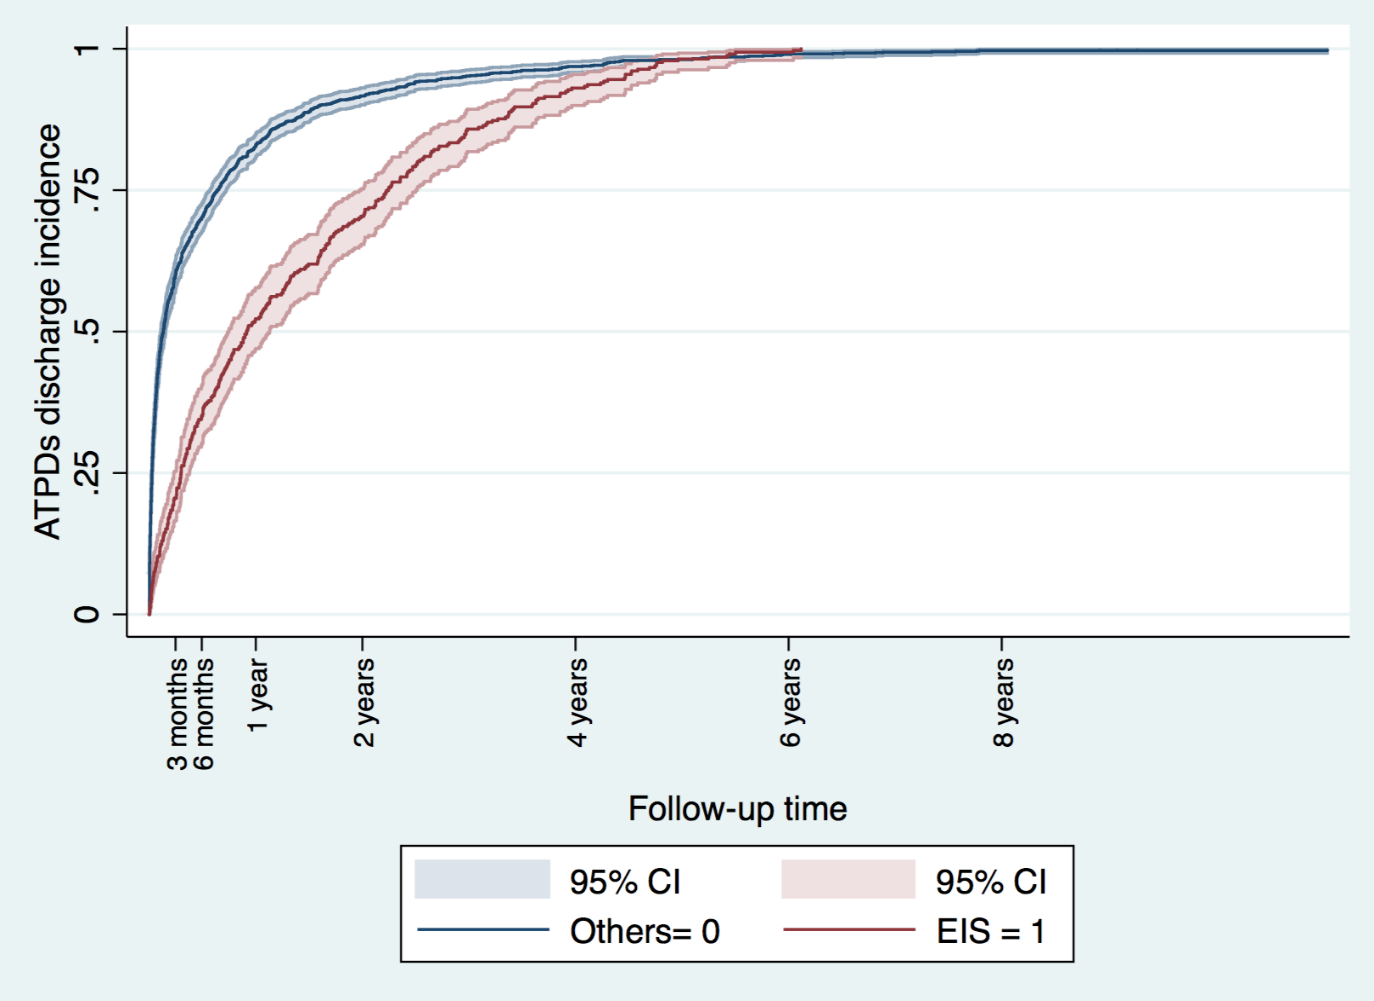 ATPDs discharge incidence
1
.75
.5
.25
0
3 months
6 months
1 year
2 years
4 years
6 years
8 years
Follow-up time
95% CI 95% CI
Others= 0 EIS = 1